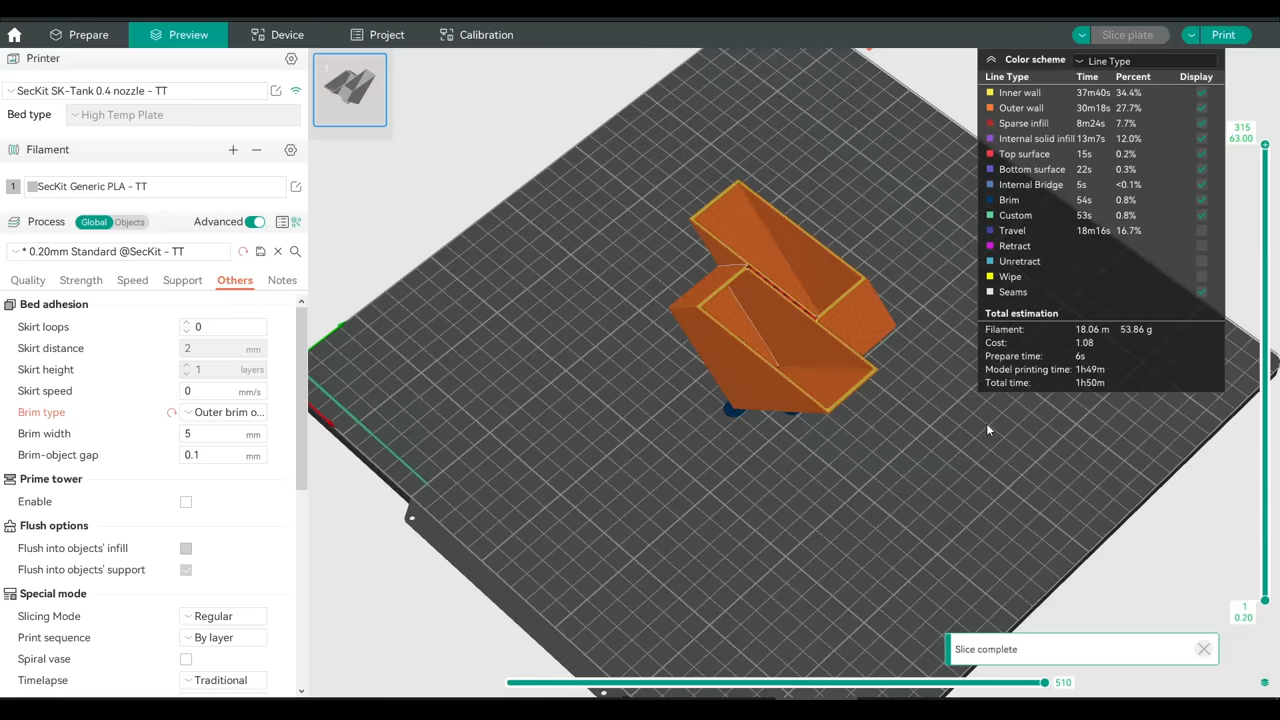 Prepare
Preview
Device
Project
Calibration
Slice plate
Print
Printer
SecKit SK-Tank 0.4 nozzle - TT
Bed type
High Temp Plate
Filament
1
SecKit Generic PLA - TT
Process
Global
Objects
Advanced
* 0.20mm Standard @SecKit - TT
Quality
Strength
Speed
Support
Others
Notes
Bed adhesion
Skirt loops 0
Skirt distance 2 mm
Skirt height 1 layers
Skirt speed 0 mm/s
Brim type Outer brim o...
Brim width 5 mm
Brim-object gap 0.1 mm
Prime tower
Enable
Flush options
Flush into objects' infill
Flush into objects' support
Special mode
Slicing Mode Regular
Print sequence By layer
Spiral vase
Timelapse Traditional
1
Color scheme Line Type
Line Type Time Percent Display
Inner wall 37m40s 34.4%
Outer wall 30m18s 27.7%
Sparse infill 8m24s 7.7%
Internal solid infill 13m7s 12.0%
Top surface 15s 0.2%
Bottom surface 22s 0.3%
Internal Bridge 5s <0.1%
Brim 54s 0.8%
Custom 53s 0.8%
Travel 18m16s 16.7%
Retract
Unretract
Wipe
Seams
Total estimation
Filament: 18.06 m 53.86 g
Cost: 1.08
Prepare time: 6s
Model printing time: 1h49m
Total time: 1h50m
315
63.00
1
0.20
Slice complete
510